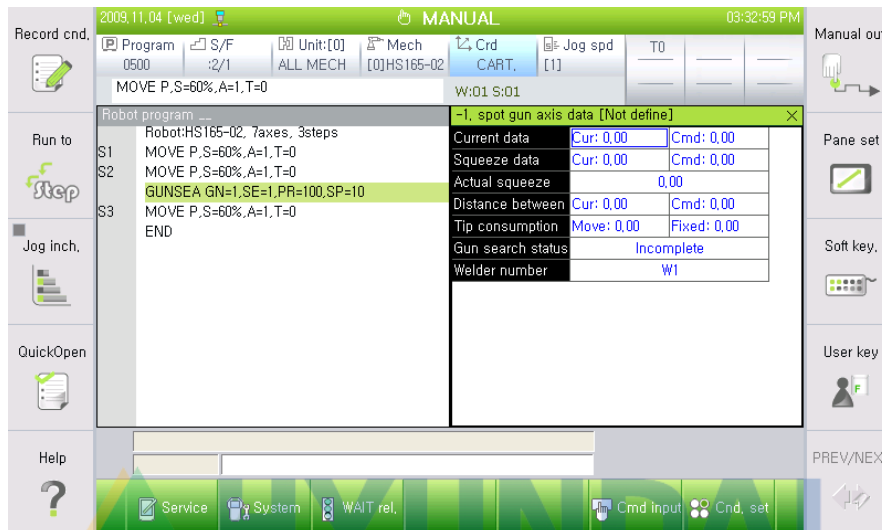 Record cnd.
Run to
Step
Jog inch.
QuickOpen
Help
2009.11.04 [wed]
MANUAL
03:32:59 PM
P Program
0500
S/F
:2/1
Unit:[0]
ALL MECH
Mech
[0]HS165-02
Crd
CART.
Jog spd
[1]
T0
MOVE P,S=60%,A=1,T=0
W:01 S:01
Robot program __
Robot:HS165-02, 7axes, 3steps
S1 MOVE P,S=60%,A=1,T=0
S2 MOVE P,S=60%,A=1,T=0
GUNSEA GN=1,SE=1,PR=100,SP=10
S3 MOVE P,S=60%,A=1,T=0
END
-1, spot gun axis data [Not define]
Current data Cur: 0.00 Cmd: 0.00
Squeeze data Cur: 0.00 Cmd: 0.00
Actual squeeze 0.00
Distance between Cur: 0.00 Cmd: 0.00
Tip consumption Move: 0.00 Fixed: 0.00
Gun search status Incomplete
Welder number W1
Service
System
WAIT rel.
Cmd input
Cnd. set
HYUNDAI
Manual ou
Pane set
Soft key.
User key
F
PREV/NEX